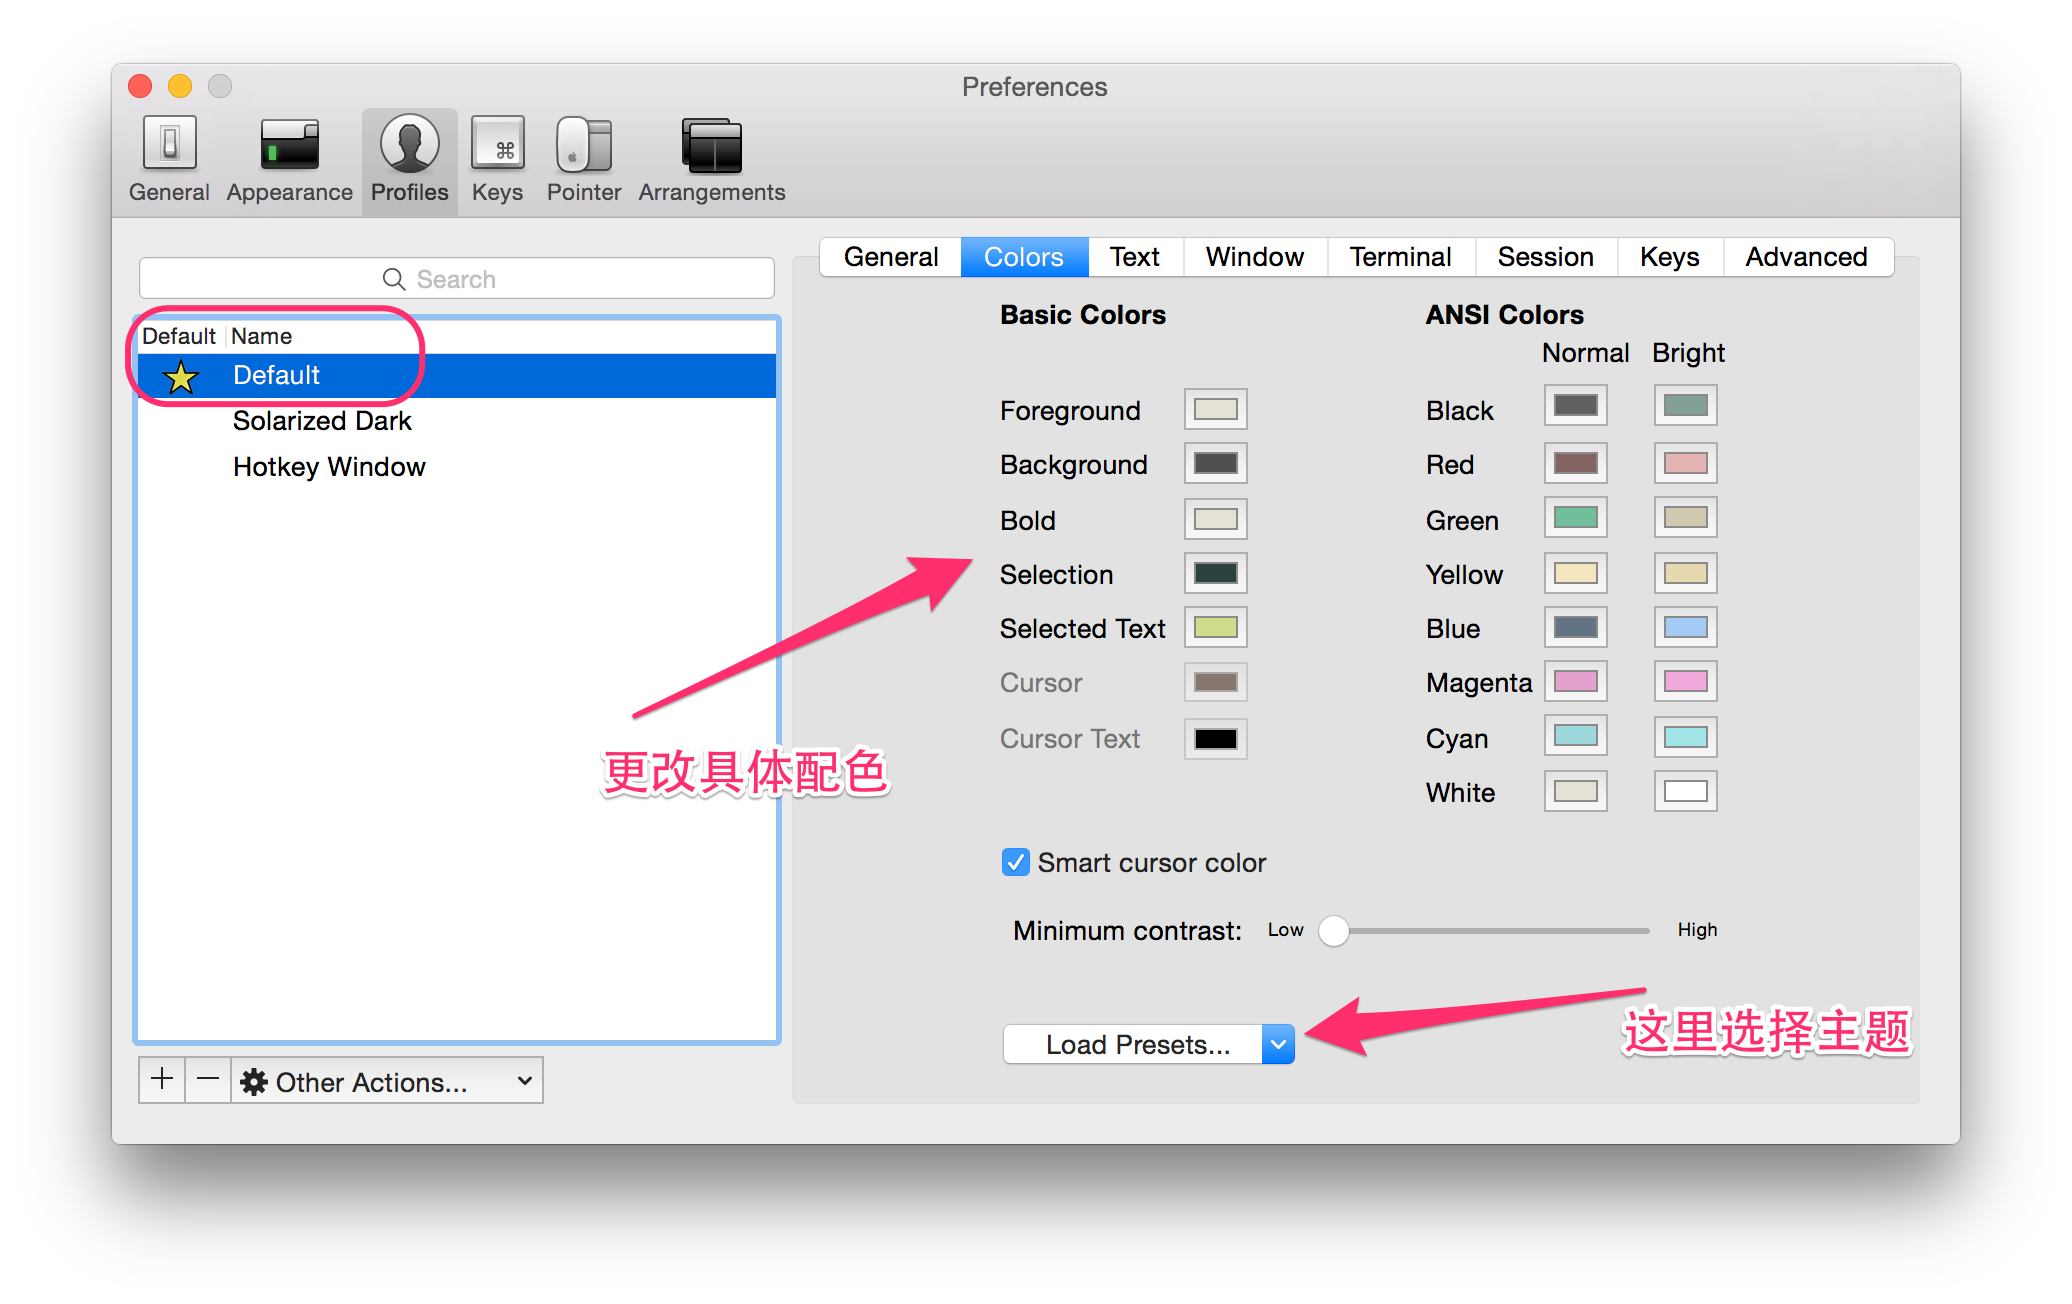 Preferences
General Appearance Profiles Keys Pointer Arrangements
General Colors Text Window Terminal Session Keys Advanced
Search
Default Name
Default
Solarized Dark
Hotkey Window
Other Actions...
Basic Colors
Foreground
Background
Bold
Selection
Selected Text
Cursor
Cursor Text
ANSI Colors
Normal Bright
Black
Red
Green
Yellow
Blue
Magenta
Cyan
White
更改具体配色
Smart cursor color
Minimum contrast: Low High
Load Presets...
这里选择主题